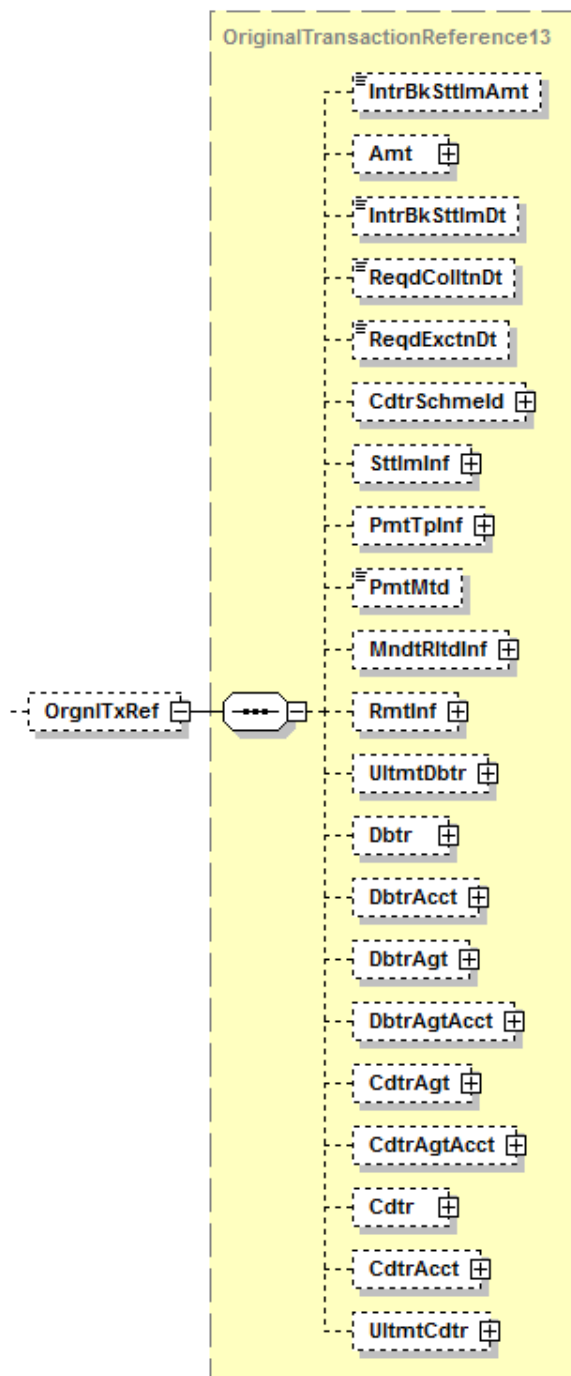 OriginalTransactionReference13
IntrBkSttlmAmt
Amt
IntrBkSttlmDt
ReqdColltnDt
ReqdExctnDt
CdtrSchmeId
SttlmInf
PmtTpInf
PmtMtd
MndtRltdInf
OrgnlTxRef
RmtInf
UltmtDbtr
Dbtr
DbtrAcct
DbtrAgt
DbtrAgtAcct
CdtrAgt
CdtrAgtAcct
Cdtr
CdtrAcct
UltmtCdtr